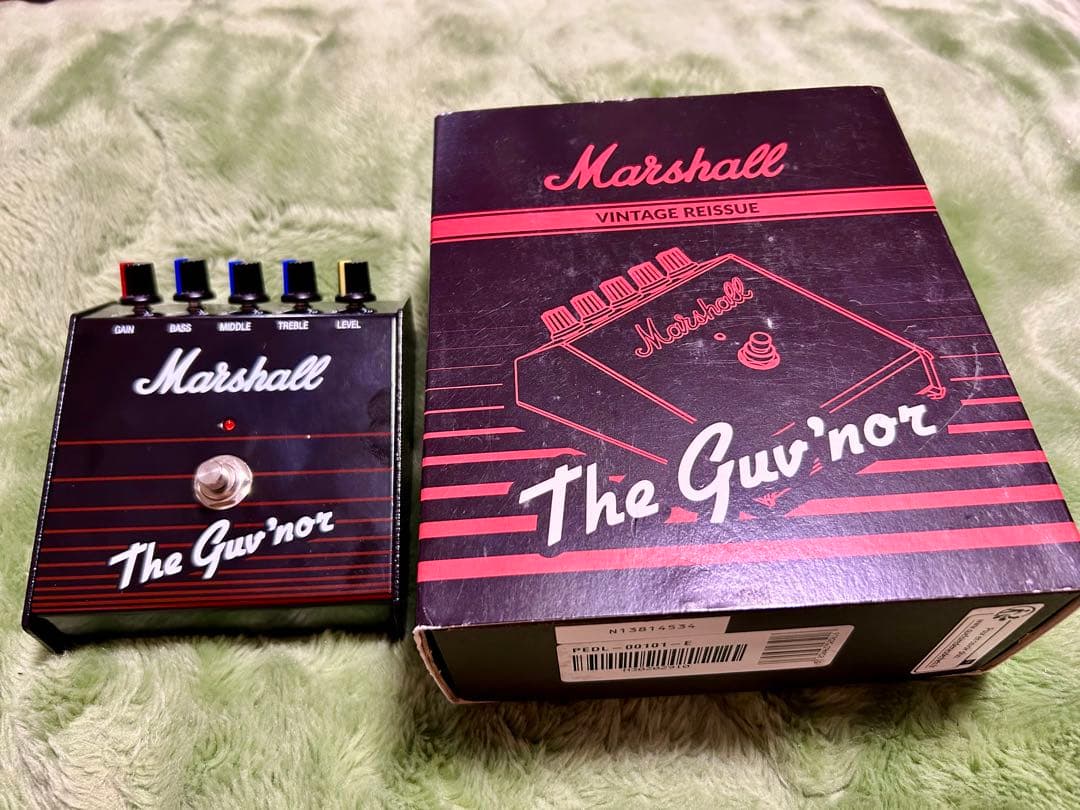 GAIN BASS MIDDLE TREBLE LEVEL
Marshall
The Guv'nor
Marshall
VINTAGE REISSUE
Marshall
The Guv'nor
N13814534
PEDL-00101-E